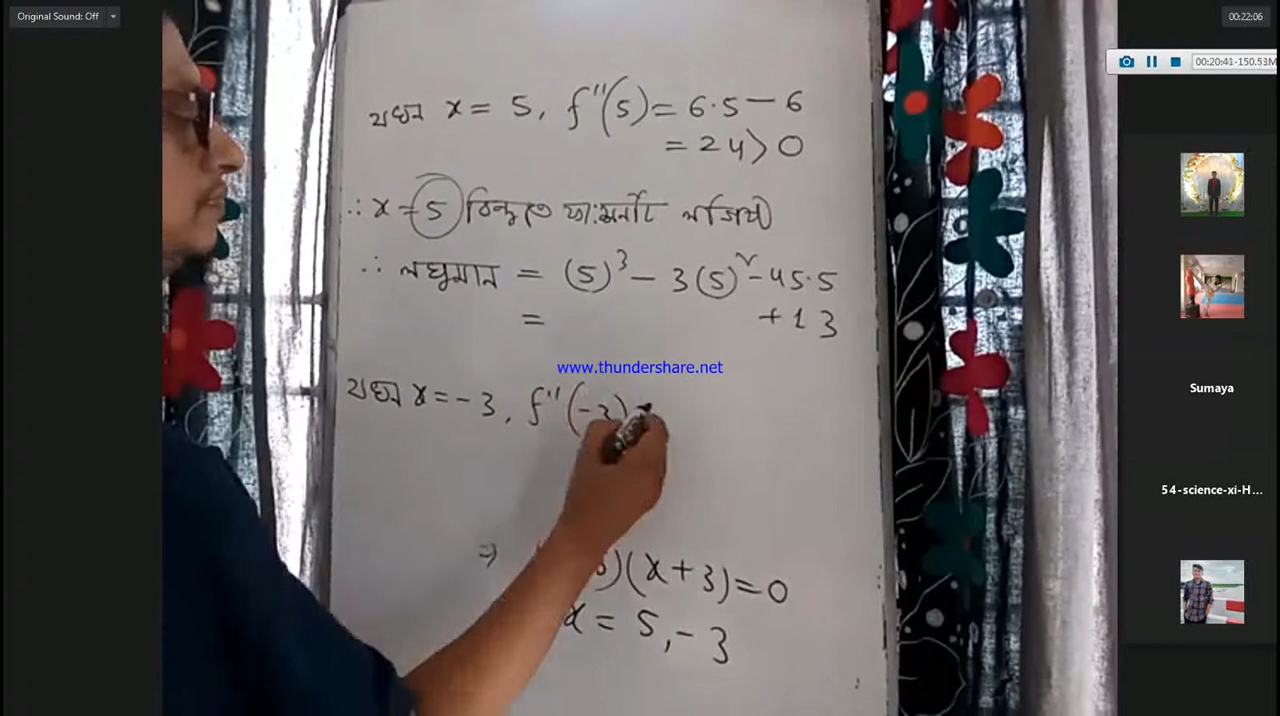 Original Sound: Off
00:22:06
00:20:41-150.53M
যখন x = 5, f''(5) = 6·5 − 6
= 24 > 0
∴ x = 5 বিন্দুতে ফাংশনটি লঘিষ্ঠ
∴ লঘুমান = (5)³ − 3(5)² − 45·5
= + 13
www.thundershare.net
যখন x = −3, f''(−3)
Sumaya
54-science-xi-H...
⇒ )(x + 3) = 0
x = 5, −3